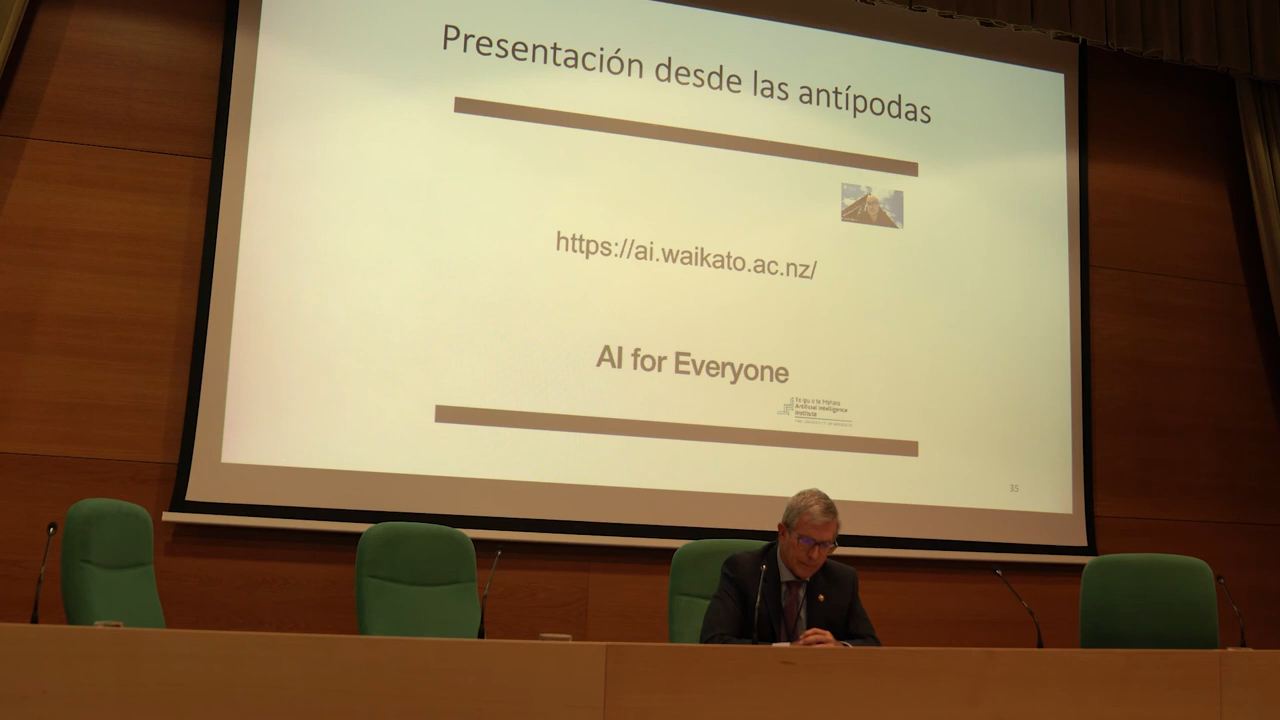 Presentación desde las antípodas
https://ai.waikato.ac.nz/
AI for Everyone
Artificial Intelligence
Institute
35